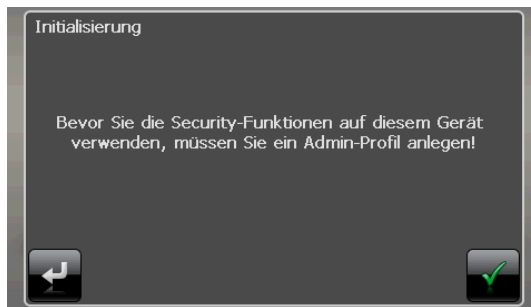 Initialisierung
Bevor Sie die Security-Funktionen auf diesem Gerät
verwenden, müssen Sie ein Admin-Profil anlegen!